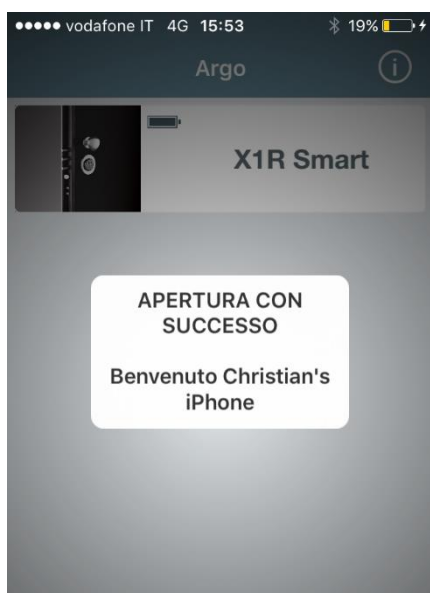 vodafone IT 4G 15:53 19%
Argo
X1R Smart
APERTURA CON
SUCCESSO
Benvenuto Christian's
iPhone